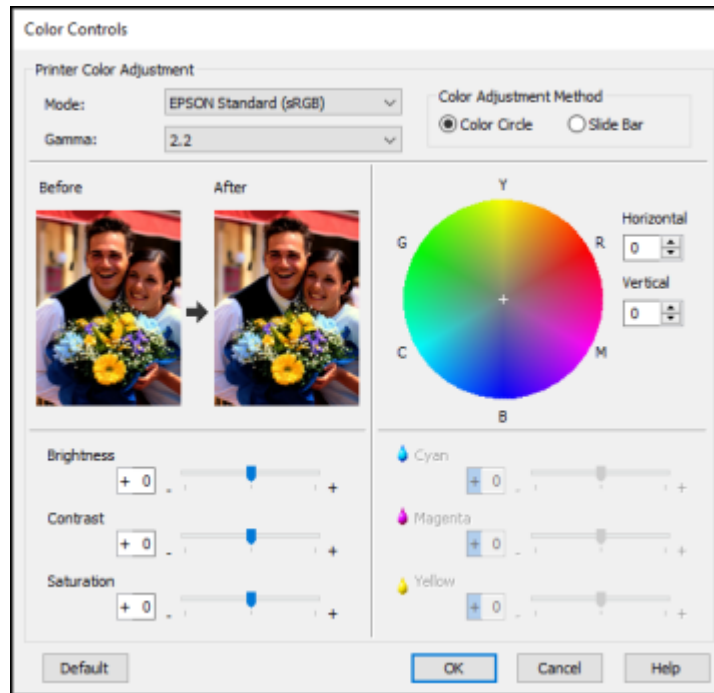 Color Controls
Printer Color Adjustment
Mode: EPSON Standard (sRGB)
Gamma: 2.2
Color Adjustment Method
Color Circle Slide Bar
Before After
Y
G R
C M
B
Horizontal
0
Vertical
0
Brightness
+ 0 - +
Contrast
+ 0 - +
Saturation
+ 0 - +
Cyan
+ 0 - +
Magenta
+ 0 - +
Yellow
+ 0 - +
Default OK Cancel Help